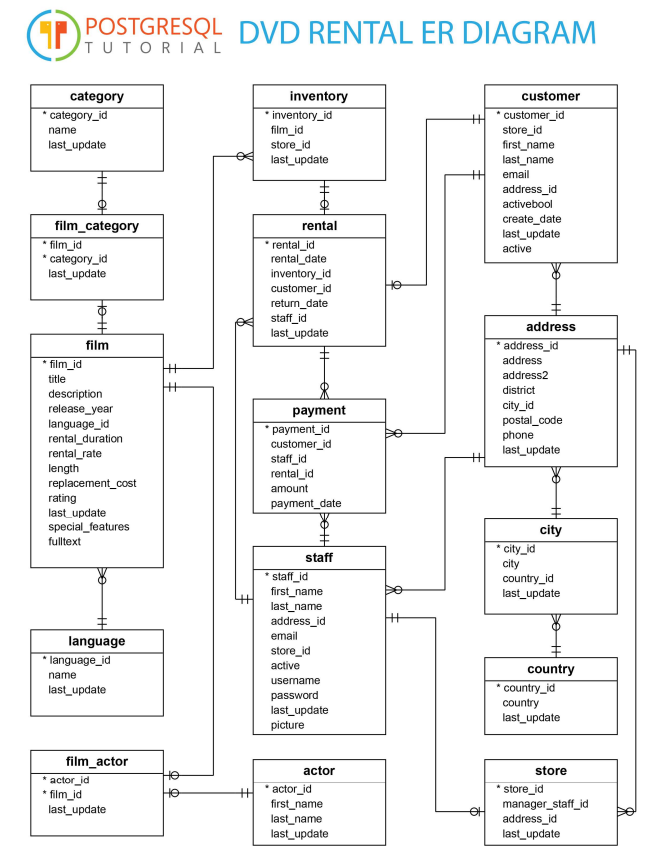 POSTGRESQL
TUTORIAL
DVD RENTAL ER DIAGRAM
category
* category_id
name
last_update
film_category
* film_id
* category_id
last_update
film
* film_id
title
description
release_year
language_id
rental_duration
rental_rate
length
replacement_cost
rating
last_update
special_features
fulltext
language
* language_id
name
last_update
film_actor
* actor_id
* film_id
last_update
inventory
* inventory_id
film_id
store_id
last_update
rental
* rental_id
rental_date
inventory_id
customer_id
return_date
staff_id
last_update
payment
* payment_id
customer_id
staff_id
rental_id
amount
payment_date
staff
* staff_id
first_name
last_name
address_id
email
store_id
active
username
password
last_update
picture
actor
* actor_id
first_name
last_name
last_update
customer
* customer_id
store_id
first_name
last_name
email
address_id
activebool
create_date
last_update
active
address
* address_id
address
address2
district
city_id
postal_code
phone
last_update
city
* city_id
city
country_id
last_update
country
* country_id
country
last_update
store
* store_id
manager_staff_id
address_id
last_update